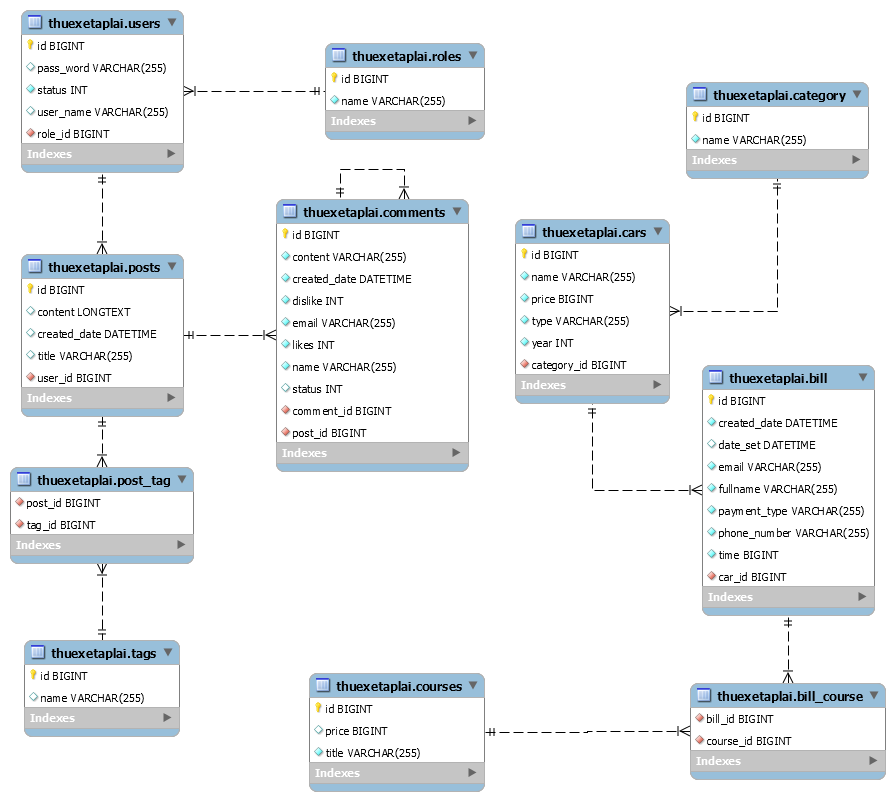 thuexetaplai.users
id BIGINT
pass_word VARCHAR(255)
status INT
user_name VARCHAR(255)
role_id BIGINT
Indexes
thuexetaplai.roles
id BIGINT
name VARCHAR(255)
Indexes
thuexetaplai.category
id BIGINT
name VARCHAR(255)
Indexes
thuexetaplai.comments
id BIGINT
content VARCHAR(255)
created_date DATETIME
dislike INT
email VARCHAR(255)
likes INT
name VARCHAR(255)
status INT
comment_id BIGINT
post_id BIGINT
Indexes
thuexetaplai.cars
id BIGINT
name VARCHAR(255)
price BIGINT
type VARCHAR(255)
year INT
category_id BIGINT
Indexes
thuexetaplai.posts
id BIGINT
content LONGTEXT
created_date DATETIME
title VARCHAR(255)
user_id BIGINT
Indexes
thuexetaplai.bill
id BIGINT
created_date DATETIME
date_set DATETIME
email VARCHAR(255)
fullname VARCHAR(255)
payment_type VARCHAR(255)
phone_number VARCHAR(255)
time BIGINT
car_id BIGINT
Indexes
thuexetaplai.post_tag
post_id BIGINT
tag_id BIGINT
Indexes
thuexetaplai.tags
id BIGINT
name VARCHAR(255)
Indexes
thuexetaplai.courses
id BIGINT
price BIGINT
title VARCHAR(255)
Indexes
thuexetaplai.bill_course
bill_id BIGINT
course_id BIGINT
Indexes